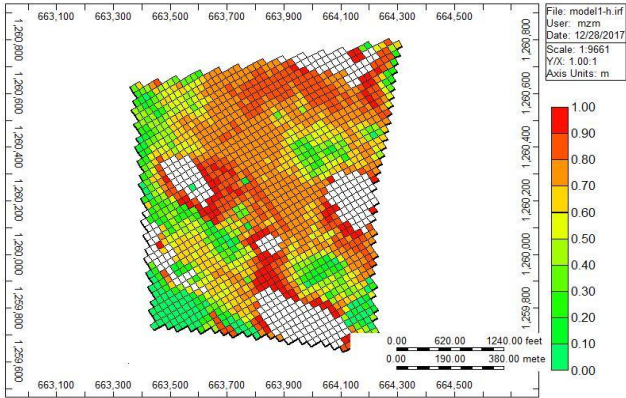 663,100 663,300 663,500 663,700 663,900 664,100 664,300 664,500
File: model1-h.irf
User: mzm
Date: 12/28/2017
Scale: 1:9661
Y/X: 1.00:1
Axis Units: m
1,260,800 1,260,800
1,260,600 1,260,600
1,260,400 1,260,400
1,260,200 1,260,200
1,260,000 1,260,000
1,259,800 1,259,800
1,259,600
1.00
0.90
0.80
0.70
0.60
0.50
0.40
0.30
0.20
0.10
0.00
0.00 620.00 1240.00 feet
0.00 190.00 380.00 mete
663,100 663,300 663,500 663,700 663,900 664,100 664,300 664,500